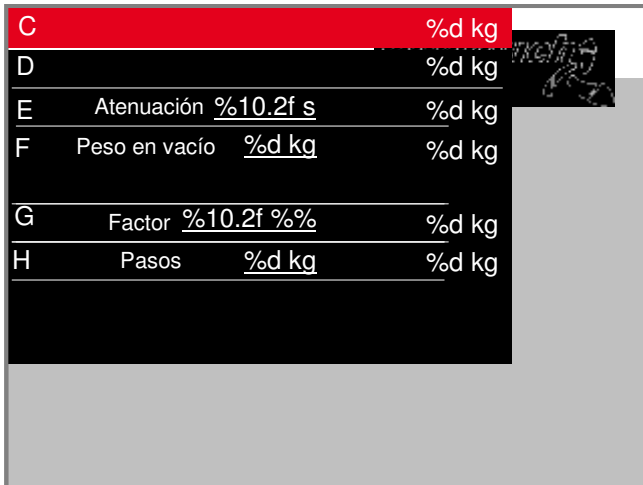 C %d kg
D %d kg
E Atenuación %10.2f s %d kg
F Peso en vacío %d kg %d kg
G Factor %10.2f %% %d kg
H Pasos %d kg %d kg